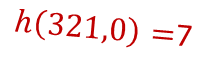 h(321,0) =7